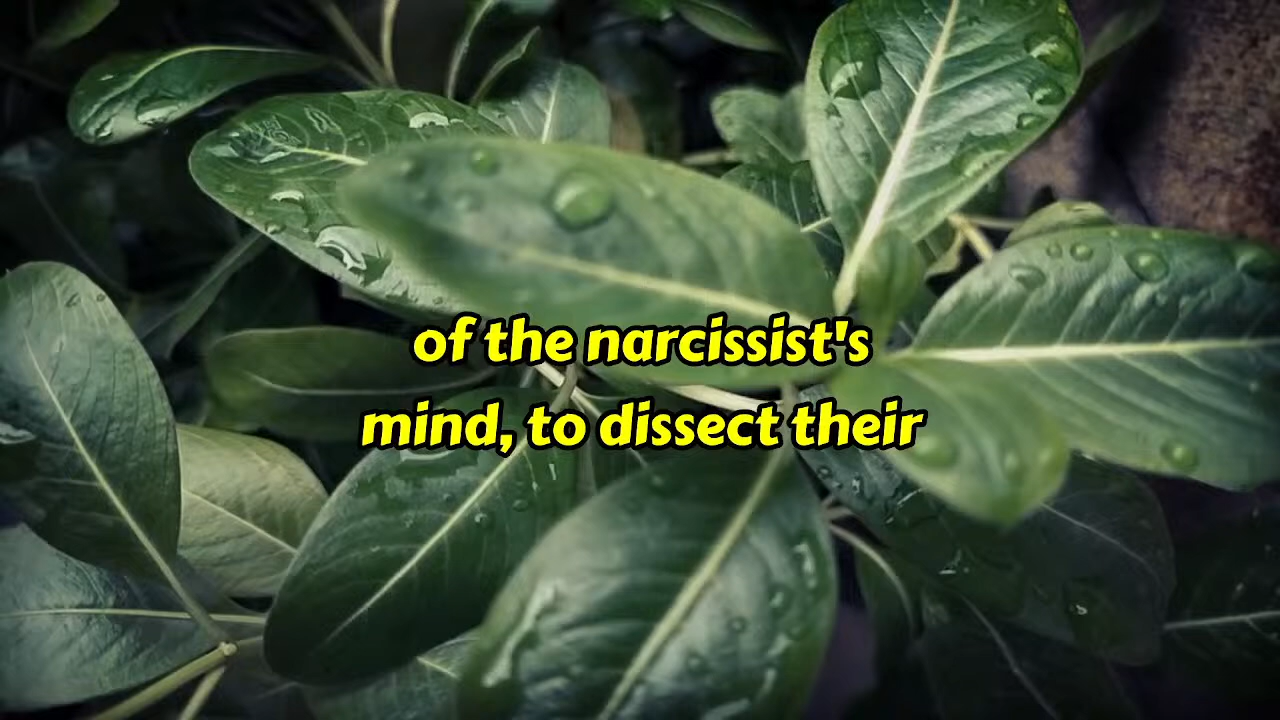 of the narcissist's
mind, to dissect their